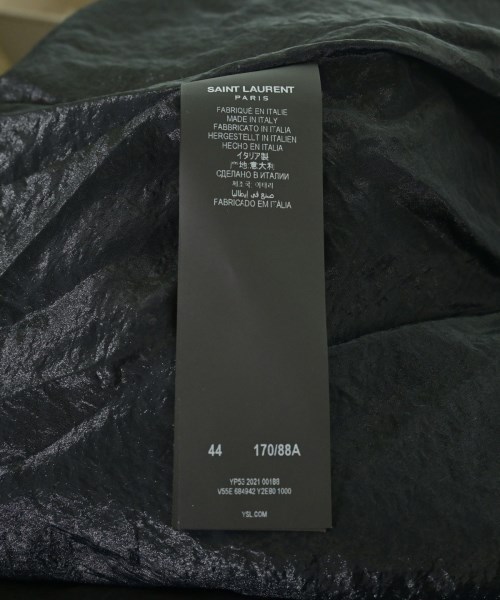 SAINT LAURENT
PARIS
FABRIQUÉ EN ITALIE
MADE IN ITALY
FABBRICATO IN ITALIA
HERGESTELLT IN ITALIEN
HECHO EN ITALIA
イタリア製
产地 意大利
СДЕЛАНО В ИТАЛИИ
제조국: 이태리
صنع في إيطاليا
FABRICADO EM ITÁLIA
44 170/88A
YP53 2021 00188
V55E 684942 Y2E80 1000
YSL.COM